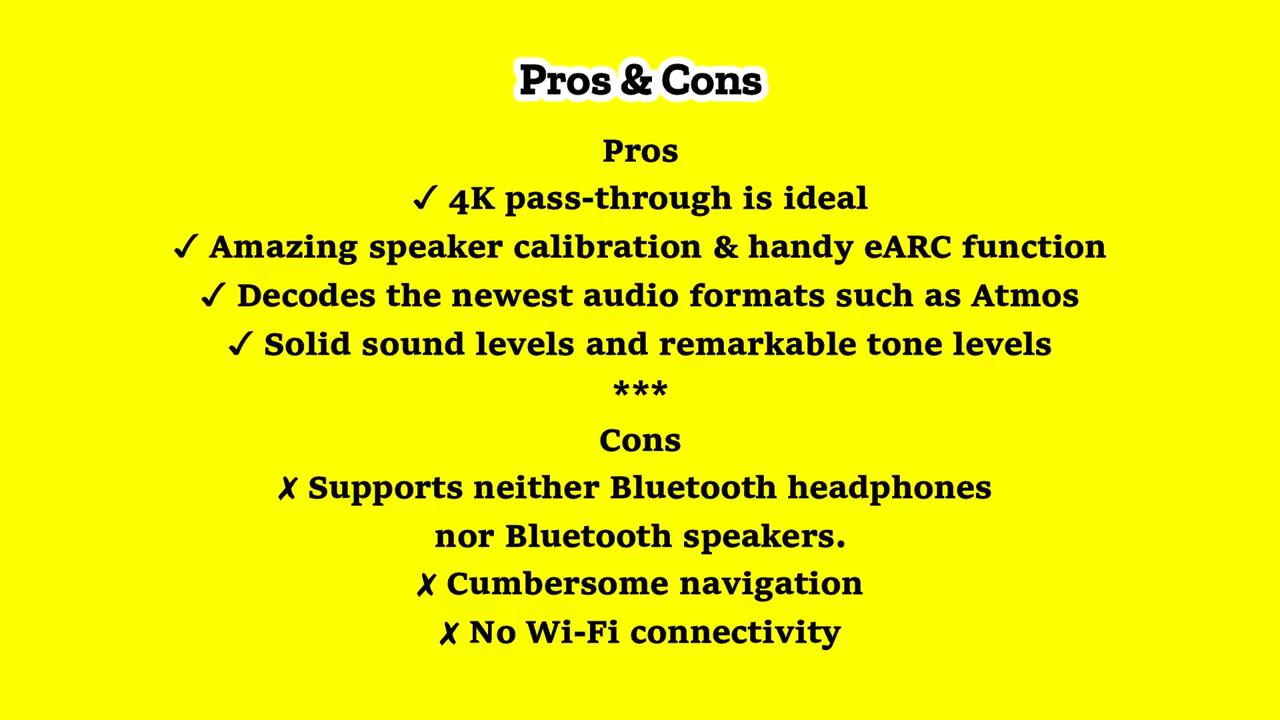 Pros & Cons
Pros
✓ 4K pass-through is ideal
✓ Amazing speaker calibration & handy eARC function
✓ Decodes the newest audio formats such as Atmos
✓ Solid sound levels and remarkable tone levels
***
Cons
✗ Supports neither Bluetooth headphones
nor Bluetooth speakers.
✗ Cumbersome navigation
✗ No Wi-Fi connectivity